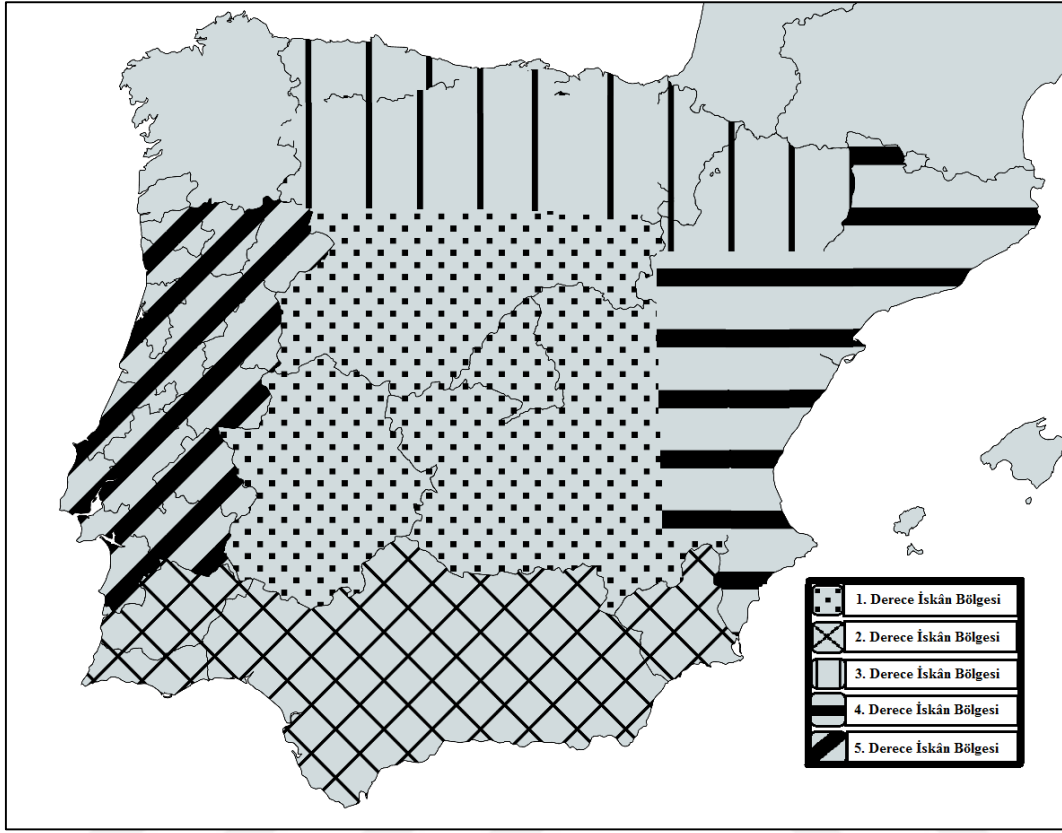 1. Derece İskân Bölgesi
2. Derece İskân Bölgesi
3. Derece İskân Bölgesi
4. Derece İskân Bölgesi
5. Derece İskân Bölgesi